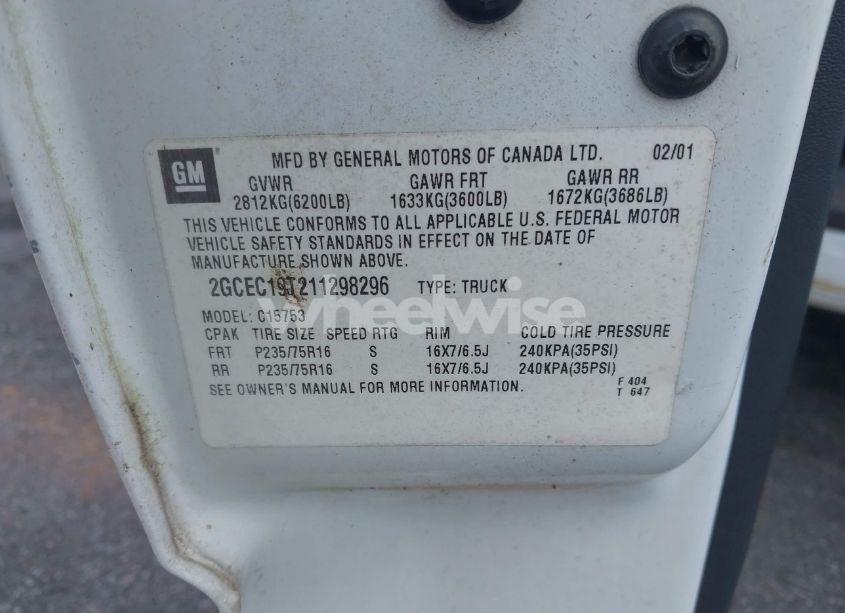 GM
MFD BY GENERAL MOTORS OF CANADA LTD. 02/01
GVWR GAWR FRT GAWR RR
2812KG(6200LB) 1633KG(3600LB) 1672KG(3686LB)
THIS VEHICLE CONFORMS TO ALL APPLICABLE U.S. FEDERAL MOTOR
VEHICLE SAFETY STANDARDS IN EFFECT ON THE DATE OF
MANUFACTURE SHOWN ABOVE.
2GCEC19T211298296 TYPE: TRUCK
wheelwise
MODEL: C15753
CPAK TIRE SIZE SPEED RTG RIM COLD TIRE PRESSURE
FRT P235/75R16 S 16X7/6.5J 240KPA(35PSI)
RR P235/75R16 S 16X7/6.5J 240KPA(35PSI)
SEE OWNER'S MANUAL FOR MORE INFORMATION.
F 404
T 647